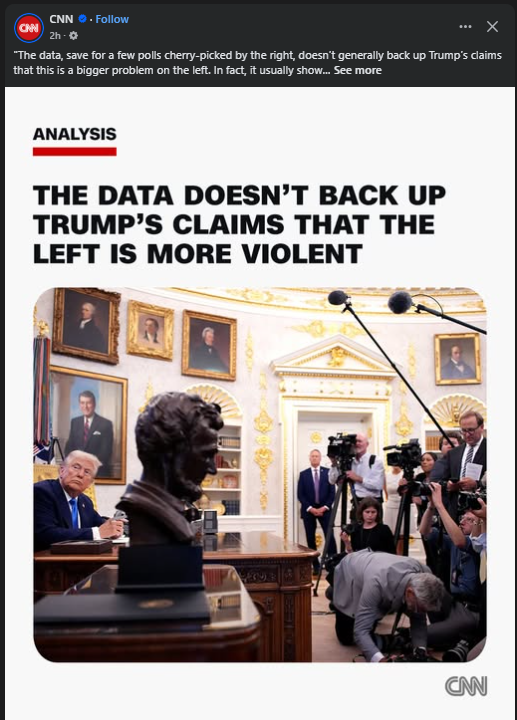 CNN
CNN · Follow
2h ·
"The data, save for a few polls cherry-picked by the right, doesn't generally back up Trump's claims
that this is a bigger problem on the left. In fact, it usually show... See more
ANALYSIS
THE DATA DOESN'T BACK UP
TRUMP'S CLAIMS THAT THE
LEFT IS MORE VIOLENT
CNN